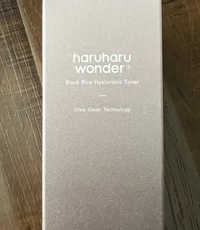 haruharu
wonder®
Black Rice Hyaluronic Toner
Ultra .Deep .Technology